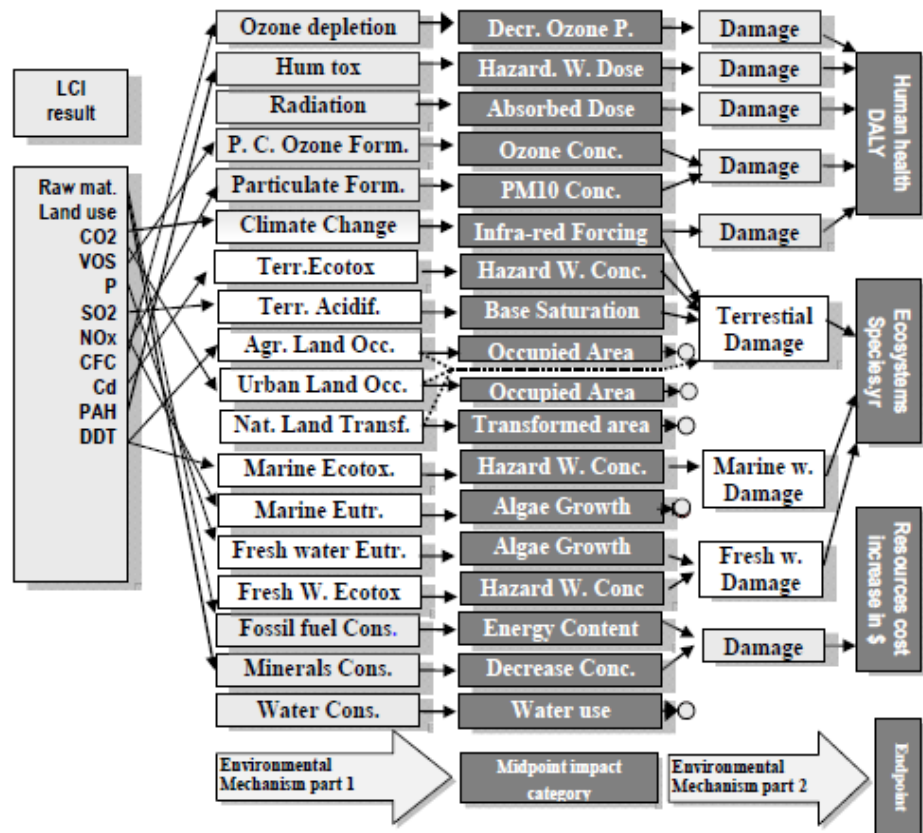 LCI
result
Raw mat.
Land use
CO2
VOS
P
SO2
NOx
CFC
Cd
PAH
DDT
Ozone depletion
Hum tox
Radiation
P. C. Ozone Form.
Particulate Form.
Climate Change
Terr.Ecotox
Terr. Acidif.
Agr. Land Occ.
Urban Land Occ.
Nat. Land Transf.
Marine Ecotox.
Marine Eutr.
Fresh water Eutr.
Fresh W. Ecotox
Fossil fuel Cons.
Minerals Cons.
Water Cons.
Decr. Ozone P.
Hazard. W. Dose
Absorbed Dose
Ozone Conc.
PM10 Conc.
Infra-red Forcing
Hazard W. Conc.
Base Saturation
Occupied Area
Occupied Area
Transformed area
Hazard W. Conc.
Algae Growth
Algae Growth
Hazard W. Conc
Energy Content
Decrease Conc.
Water use
Damage
Damage
Damage
Damage
Damage
Terrestial
Damage
Marine w.
Damage
Fresh w.
Damage
Damage
Human health
DALY
Ecosystems
Species.yr
Resources cost
increase in $
Environmental
Mechanism part 1
Midpoint impact
category
Environmental
Mechanism part 2
Endpoint